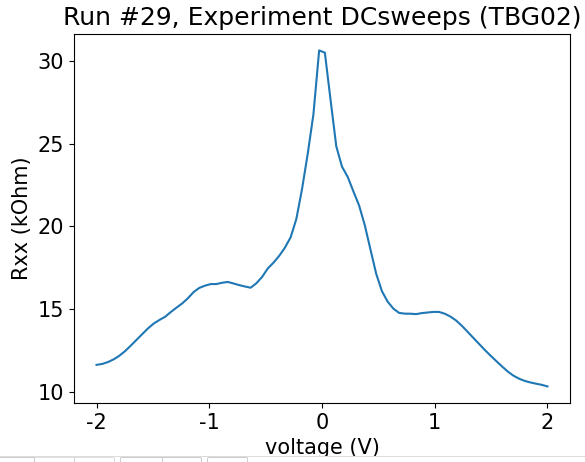 Run #29, Experiment DCsweeps (TBG02)
30
25
20
15
10
Rxx (kOhm)
-2 -1 0 1 2
voltage (V)